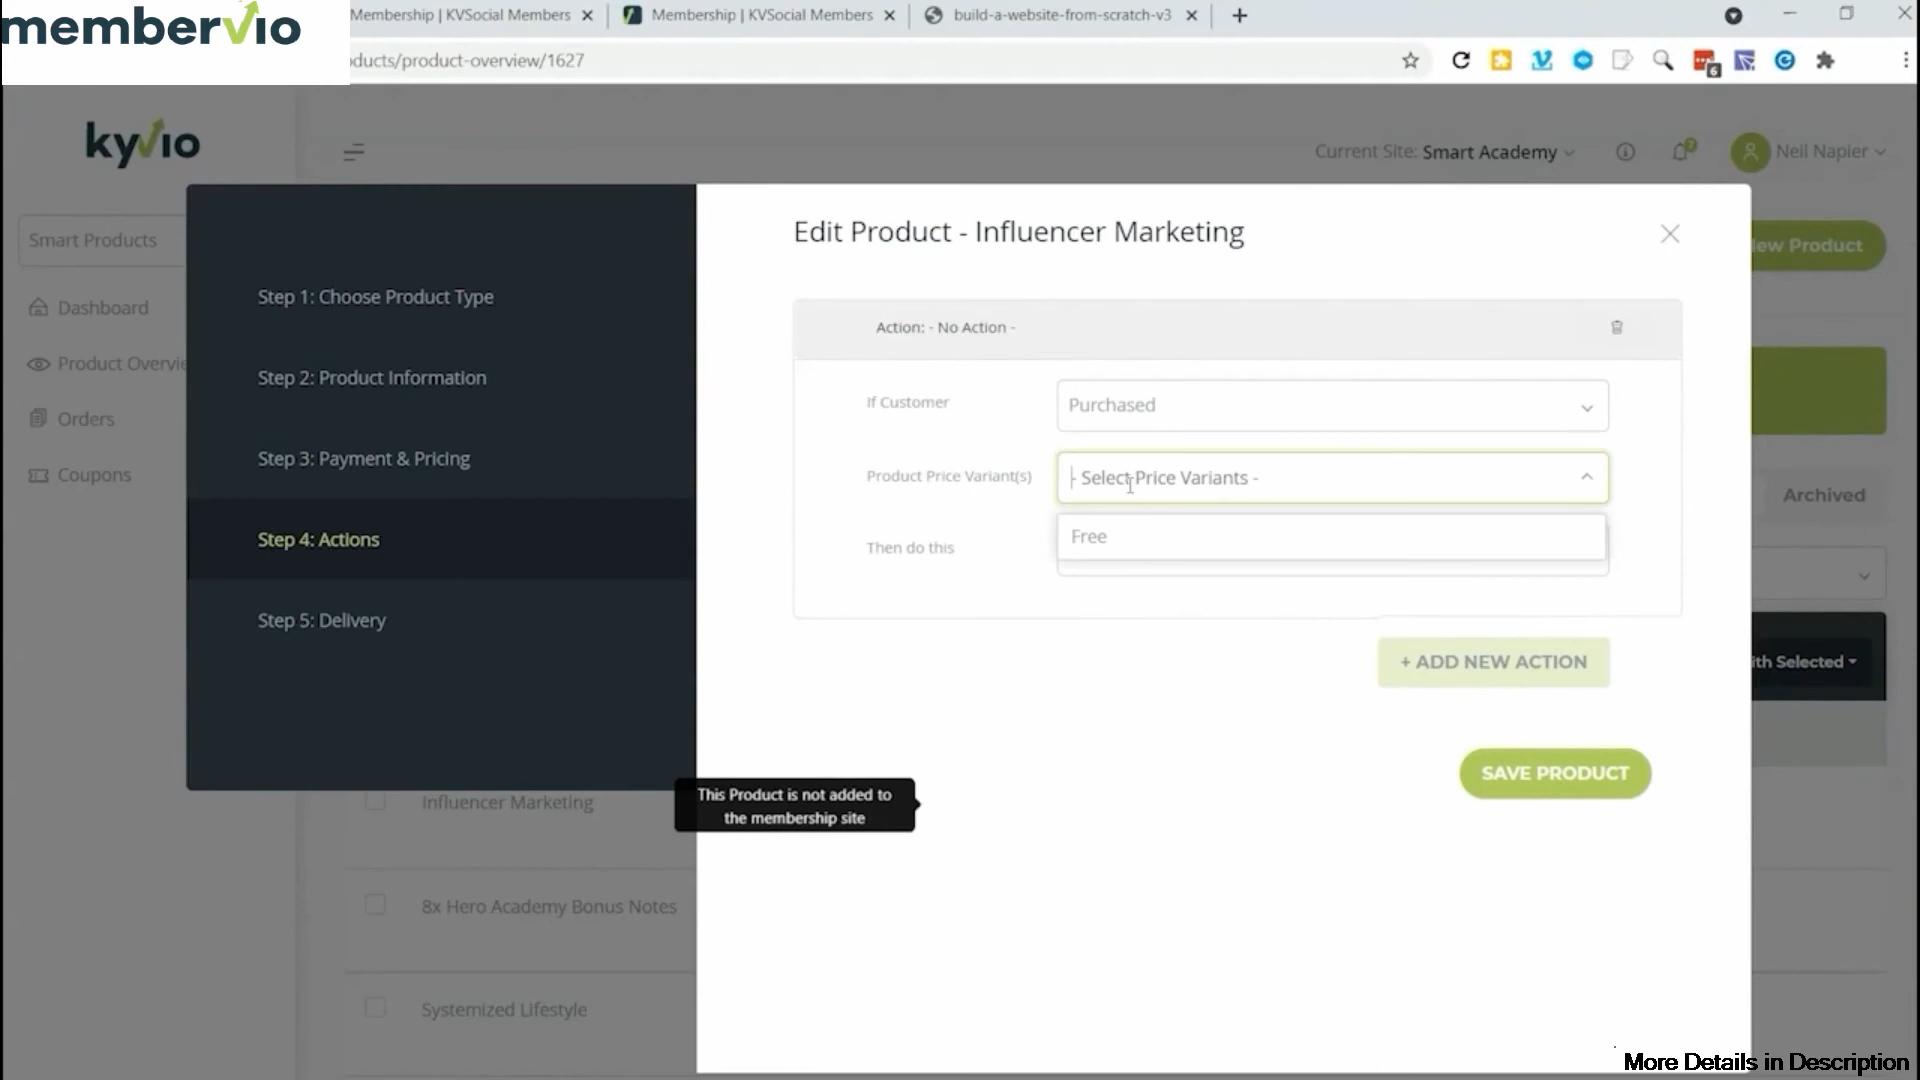 membervio
Membership | KVSocial Members
Membership | KVSocial Members
build-a-website-from-scratch-v3
ducts/product-overview/1627
6
kyvio
Current Site: Smart Academy
Neil Napier
Smart Products
Edit Product - Influencer Marketing
ew Product
Step 1: Choose Product Type
Dashboard
Action: - No Action -
Product Overvie
Step 2: Product Information
If Customer
Purchased
Orders
Step 3: Payment & Pricing
Coupons
Product Price Variant(s)
- Select Price Variants -
Archived
Step 4: Actions
Free
Then do this
Step 5: Delivery
+ ADD NEW ACTION
ith Selected
SAVE PRODUCT
Influencer Marketing
This Product is not added to
the membership site
8x Hero Academy Bonus Notes
Systemized Lifestyle
More Details in Description